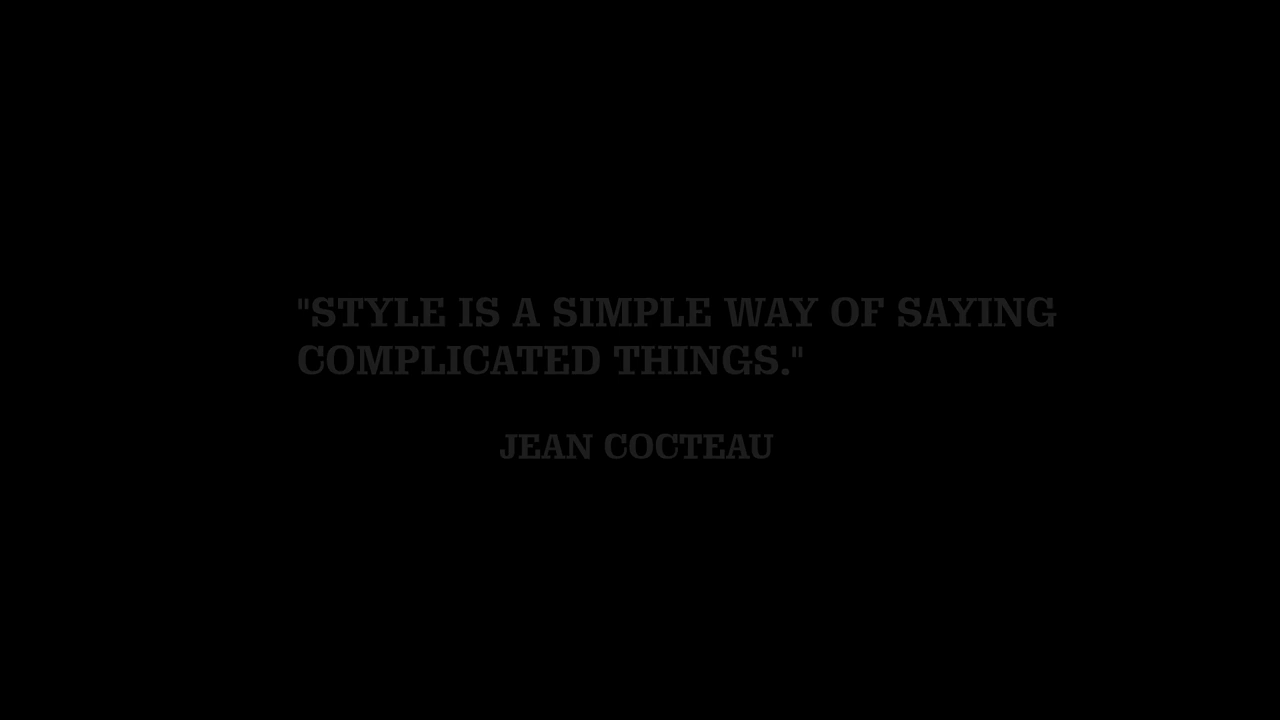 "STYLE IS A SIMPLE WAY OF SAYING
COMPLICATED THINGS."
JEAN COCTEAU